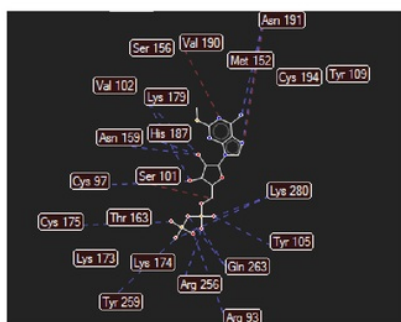 Asn 191
Val 190
Ser 156
Met 152
Cys 194
Tyr 109
Val 102
Lys 179
His 187
Asn 159
Ser 101
Cys 97
Lys 280
Thr 163
Cys 175
Tyr 105
Lys 173
Lys 174
Gln 263
Arg 256
Tyr 259
Arg 93